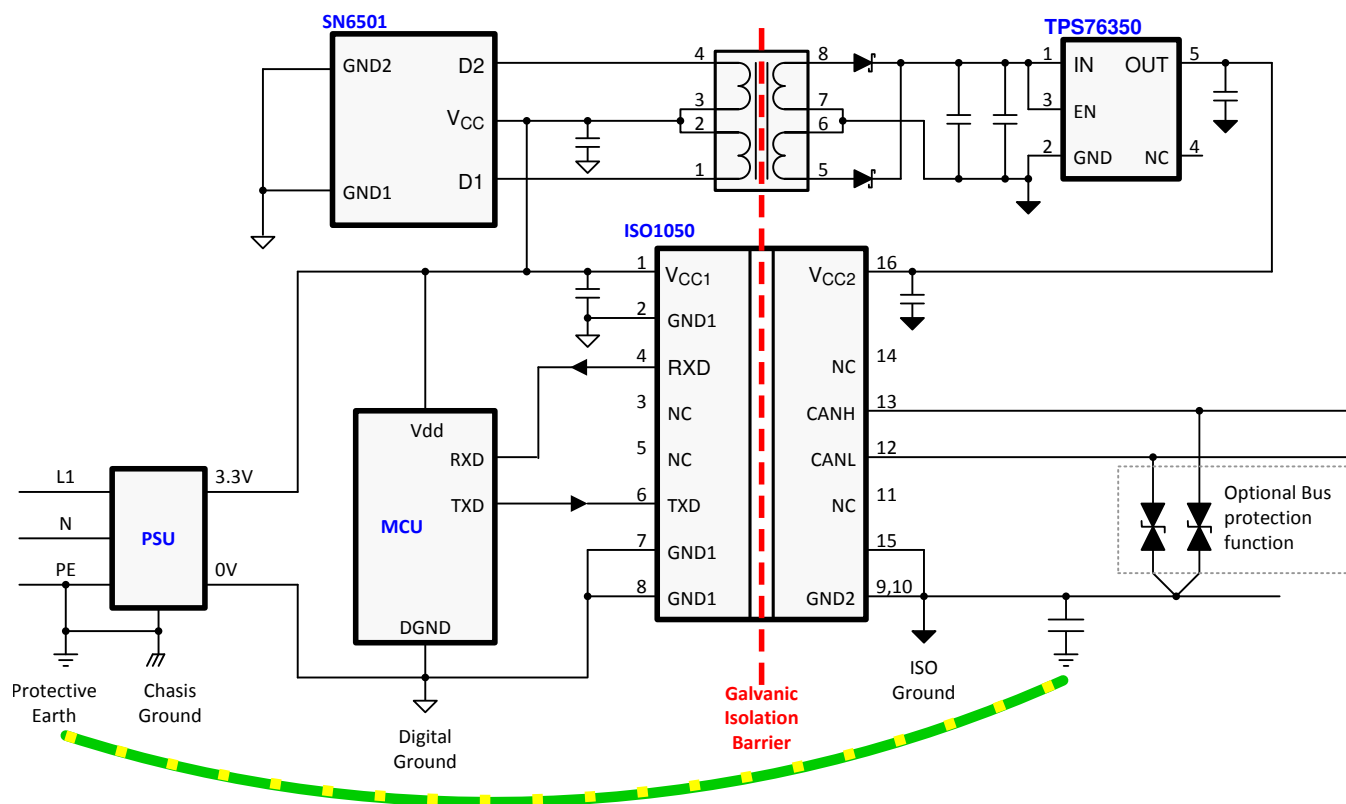 SN6501
GND2
D2
VCC
GND1
D1
4
3
2
1
8
7
6
5
TPS76350
1
IN
OUT
5
3
EN
2
GND
NC
4
ISO1050
1
VCC1
2
GND1
4
RXD
3
NC
5
NC
6
TXD
7
GND1
8
GND1
VCC2
16
NC
14
CANH
13
CANL
12
NC
11
15
GND2
9,10
Vdd
RXD
TXD
MCU
DGND
L1
N
PE
PSU
3.3V
0V
Optional Bus
protection
function
Protective
Earth
Chasis
Ground
Digital
Ground
Galvanic
Isolation
Barrier
ISO
Ground